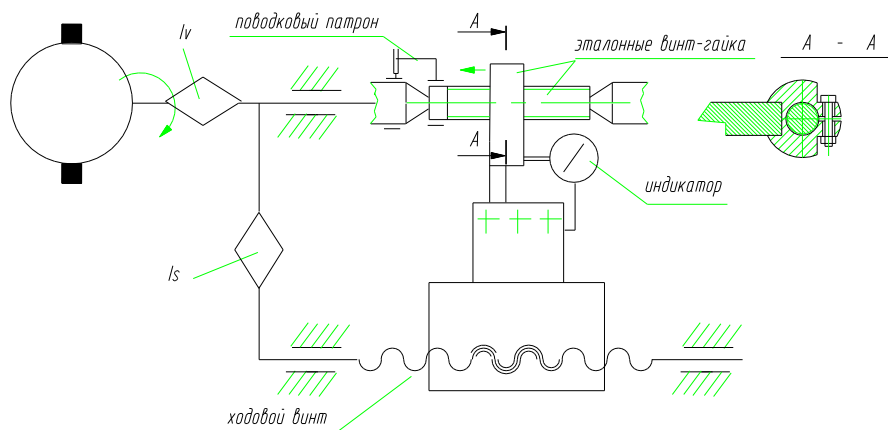 Iv
поводковый патрон
А
эталонные винт-гайка
А - А
А
индикатор
Is
ходовой винт